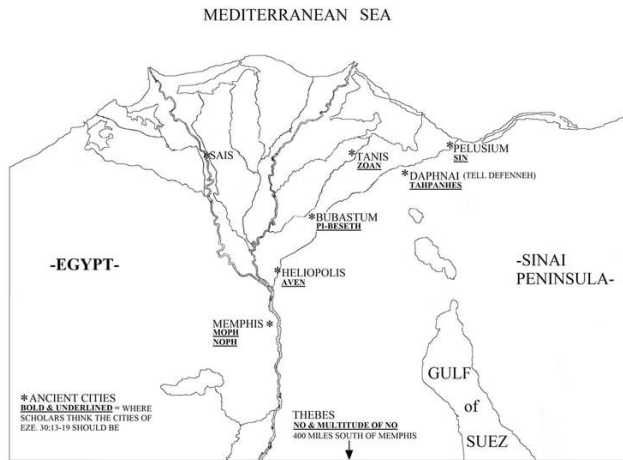 MEDITERRANEAN SEA
*SAIS
*TANIS
ZOAN
*PELUSIUM
SIN
*DAPHNAI (TELL DEFENNEH)
TAHPANHES
*BUBASTUM
PI-BESETH
-EGYPT-
*HELIOPOLIS
AVEN
-SINAI
PENINSULA-
MEMPHIS*
MOPH
NOPH
GULF
of
SUEZ
*ANCIENT CITIES
BOLD & UNDERLINED = WHERE
SCHOLARS THINK THE CITIES OF
EZE. 30:13-19 SHOULD BE
THEBES
NO & MULTITUDE OF NO
400 MILES SOUTH OF MEMPHIS